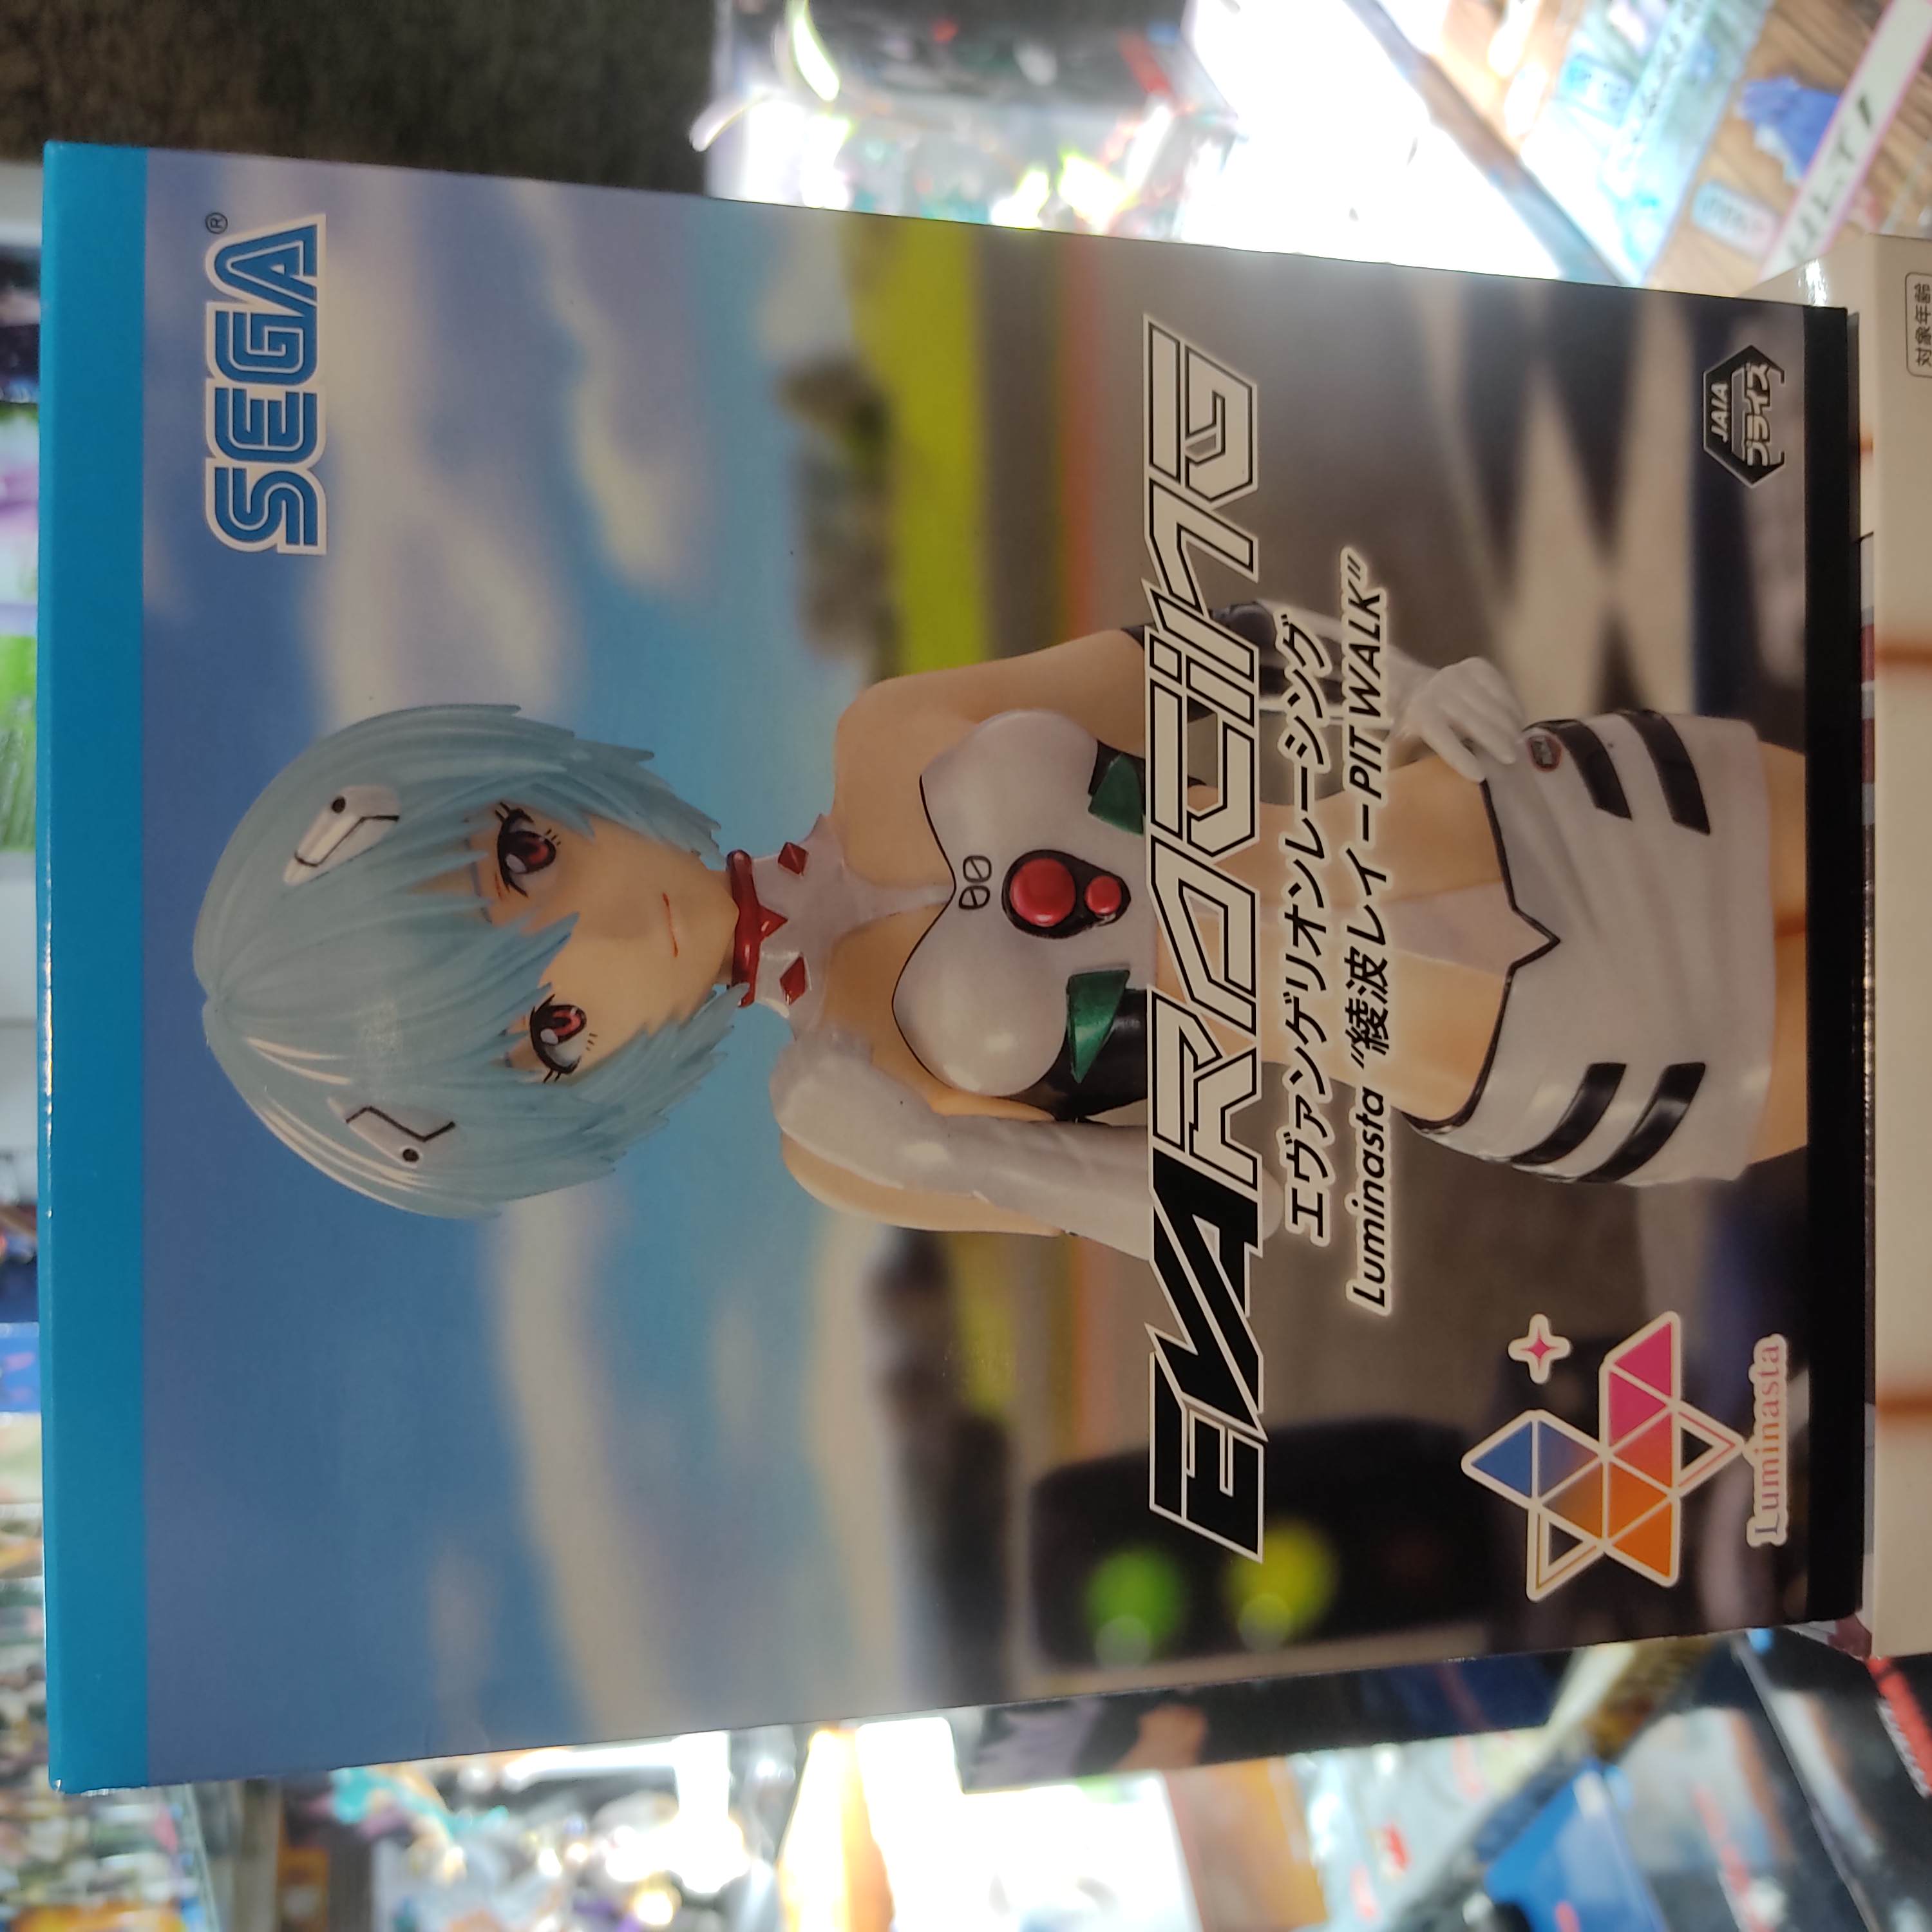 SEGA®
00
EVA RACING
エヴァンゲリオンレーシング
Luminasta “綾波レイ－PIT WALK”
Luminasta
JAIA
プライズ
対象年齢